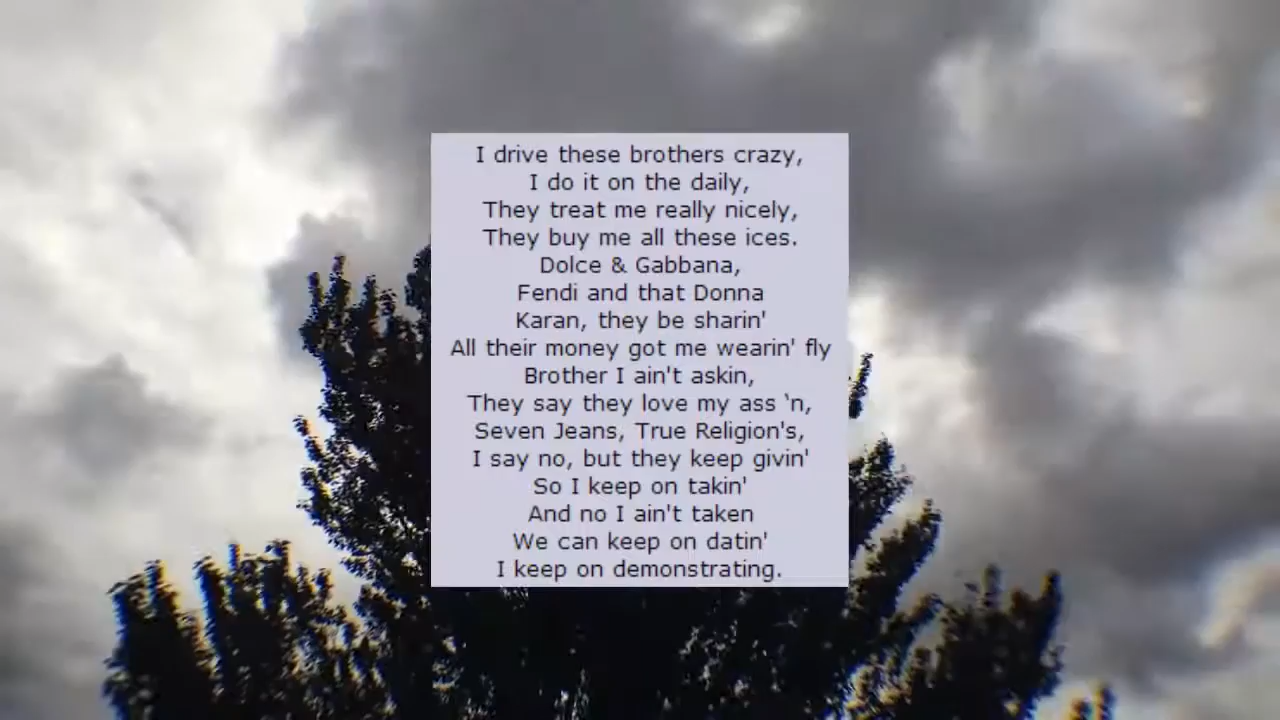 I drive these brothers crazy,
I do it on the daily,
They treat me really nicely,
They buy me all these ices.
Dolce & Gabbana,
Fendi and that Donna
Karan, they be sharin'
All their money got me wearin' fly
Brother I ain't askin,
They say they love my ass ‘n,
Seven Jeans, True Religion's,
I say no, but they keep givin'
So I keep on takin'
And no I ain't taken
We can keep on datin'
I keep on demonstrating.